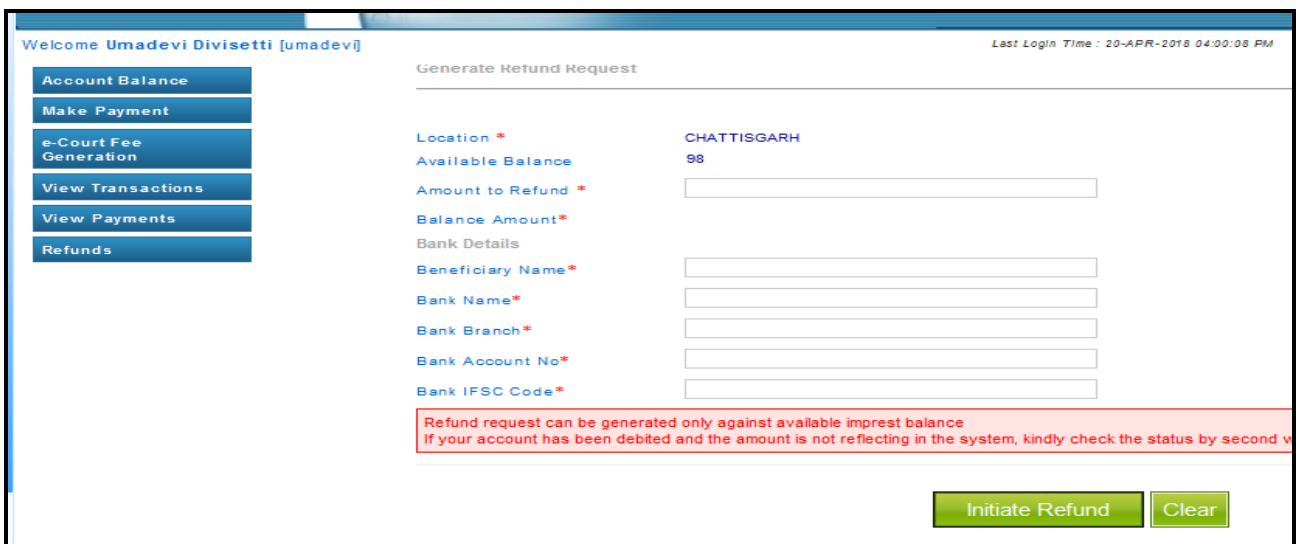 Welcome Umadevi Divisetti [umadevi]
Last Login Time : 20-APR-2018 04:00:08 PM
Account Balance
Make Payment
e-Court Fee
Generation
View Transactions
View Payments
Refunds
Generate Refund Request
Location * CHATTISGARH
Available Balance 98
Amount to Refund *
Balance Amount*
Bank Details
Beneficiary Name*
Bank Name*
Bank Branch*
Bank Account No*
Bank IFSC Code*
Refund request can be generated only against available imprest balance
If your account has been debited and the amount is not reflecting in the system, kindly check the status by second
Initiate Refund
Clear